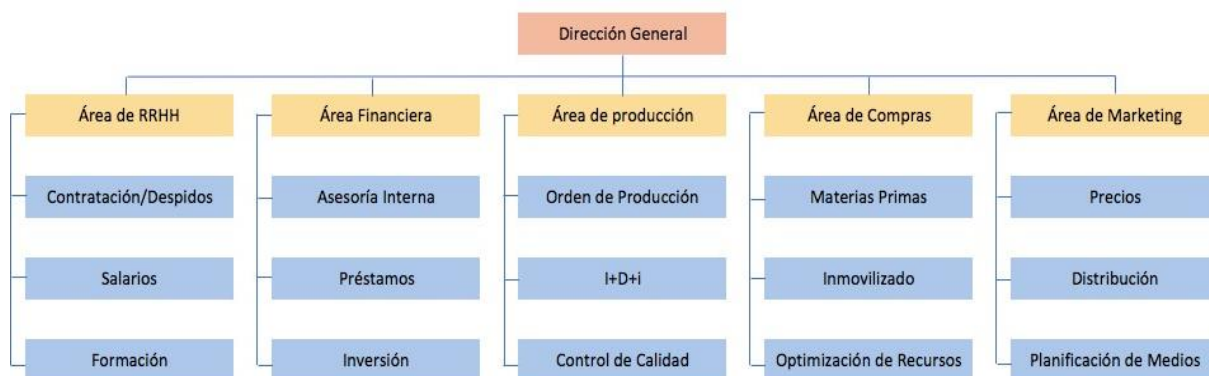 Dirección General
Área de RRHH
Área Financiera
Área de producción
Área de Compras
Área de Marketing
Contratación/Despidos
Asesoría Interna
Orden de Producción
Materias Primas
Precios
Salarios
Préstamos
I+D+i
Inmovilizado
Distribución
Formación
Inversión
Control de Calidad
Optimización de Recursos
Planificación de Medios